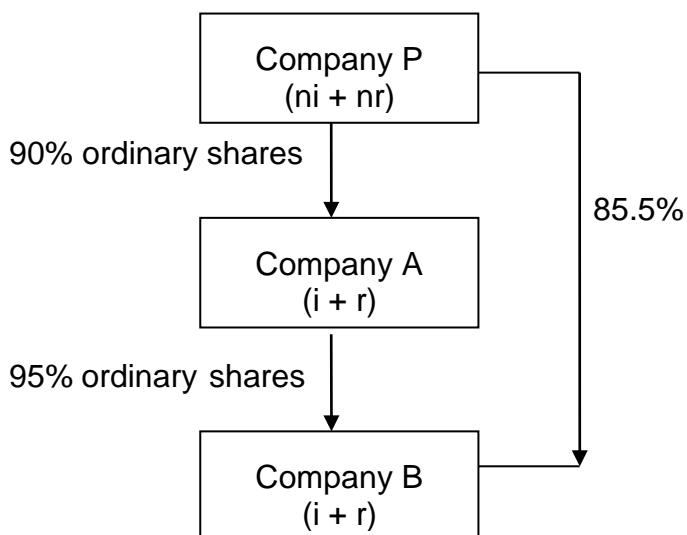 Company P
(ni + nr)
90% ordinary shares
85.5%
Company A
(i + r)
95% ordinary shares
Company B
(i + r)